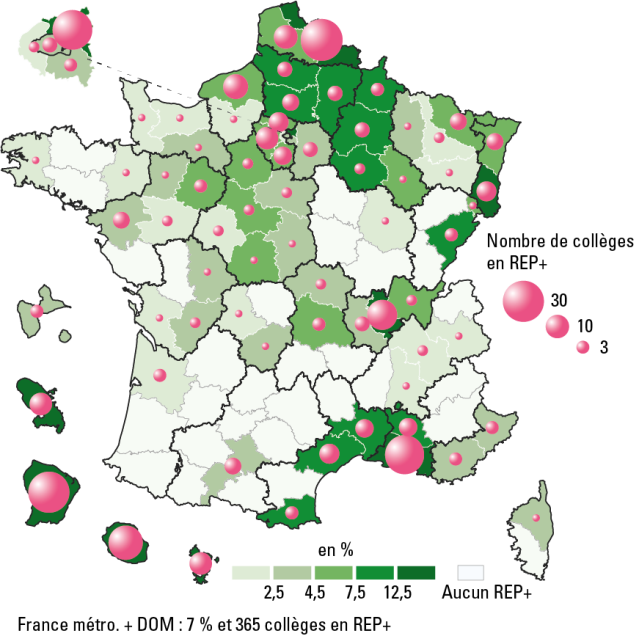 Nombre de collèges
en REP+
30
10
3
en %
2,5 4,5 7,5 12,5 Aucun REP+
France métro. + DOM : 7 % et 365 collèges en REP+